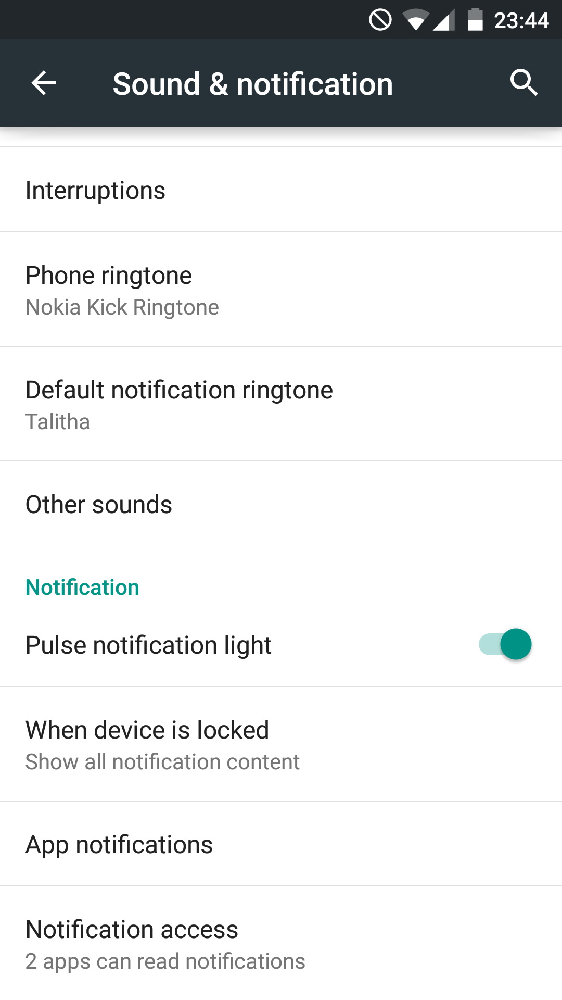 23:44
Sound & notification
Interruptions
Phone ringtone
Nokia Kick Ringtone
Default notification ringtone
Talitha
Other sounds
Notification
Pulse notification light
When device is locked
Show all notification content
App notifications
Notification access
2 apps can read notifications